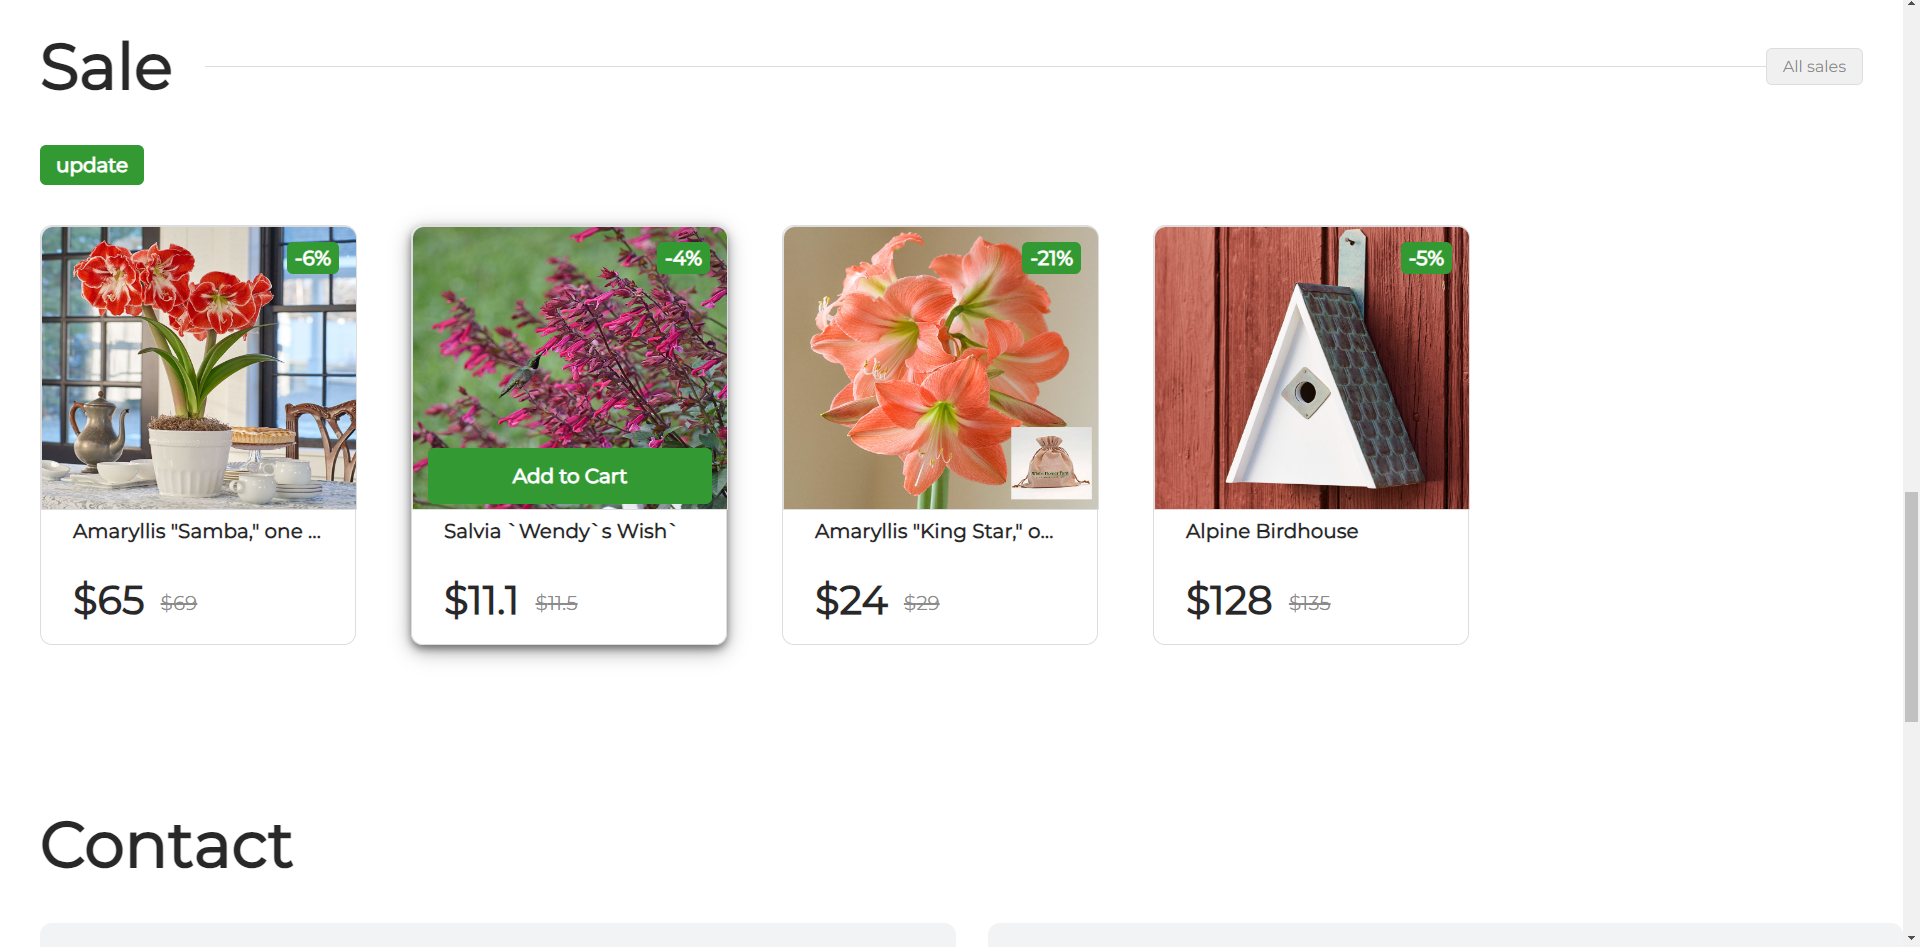 Sale
All sales
update
-6%
-4%
-21%
-5%
Add to Cart
Amaryllis "Samba," one ...
Salvia `Wendy`s Wish`
Amaryllis "King Star," o...
Alpine Birdhouse
$65 $69
$11.1 $11.5
$24 $29
$128 $135
Contact